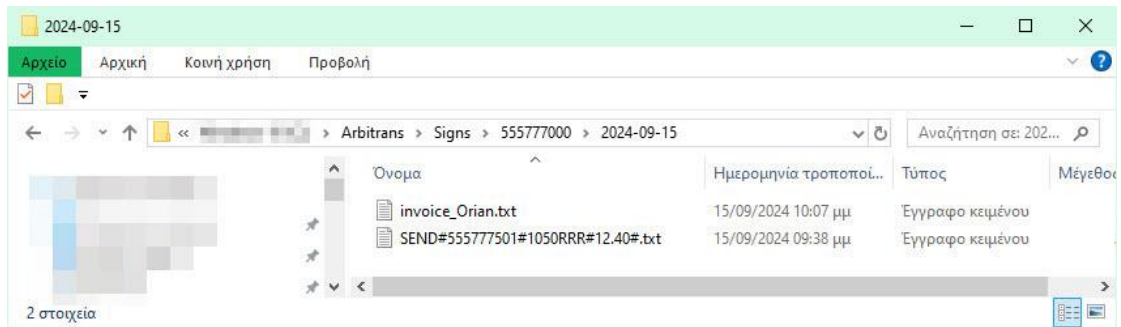 2024-09-15
Αρχείο Αρχική Κοινή χρήση Προβολή
« › Arbitrans › Signs › 555777000 › 2024-09-15 Αναζήτηση σε: 202...
Όνομα Ημερομηνία τροποποί... Τύπος Μέγεθος
invoice_Orian.txt 15/09/2024 10:07 μμ Έγγραφο κειμένου
SEND#555777501#1050RRR#12.40#.txt 15/09/2024 09:38 μμ Έγγραφο κειμένου
2 στοιχεία